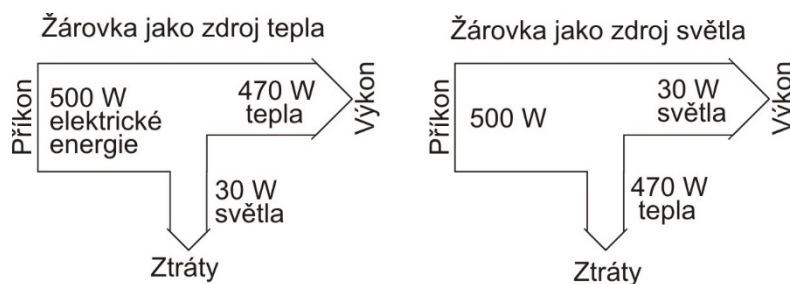 Žárovka jako zdroj tepla
Příkon
500 W
elektrické
energie
470 W
tepla
Výkon
30 W
světla
Ztráty
Žárovka jako zdroj světla
Příkon
500 W
30 W
světla
Výkon
470 W
tepla
Ztráty